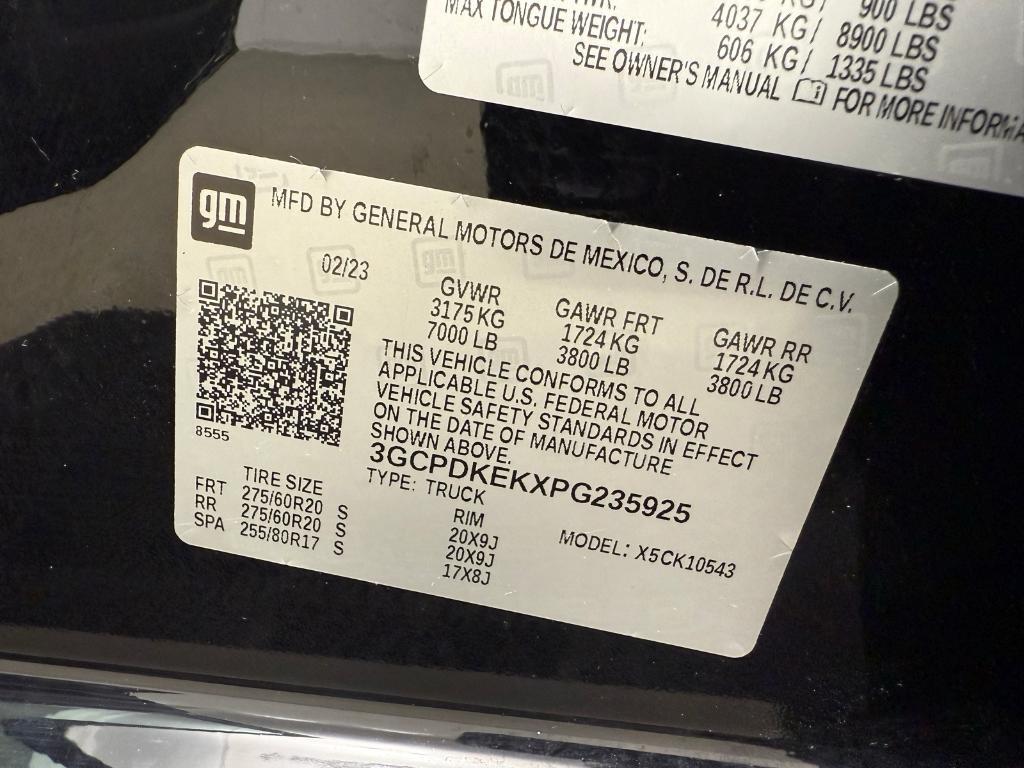 900 LBS
4037 KG/ 8900 LBS
MAX TONGUE WEIGHT: 606 KG/ 1335 LBS
SEE OWNER'S MANUAL FOR MORE INFORMA
gm
MFD BY GENERAL MOTORS DE MEXICO, S. DE R.L. DE C.V.
02/23
GVWR GAWR FRT GAWR RR
3175 KG 1724 KG 1724 KG
7000 LB 3800 LB 3800 LB
THIS VEHICLE CONFORMS TO ALL
APPLICABLE U.S. FEDERAL MOTOR
VEHICLE SAFETY STANDARDS IN EFFECT
ON THE DATE OF MANUFACTURE
SHOWN ABOVE.
8555
3GCPDKEKXPG235925
TYPE: TRUCK MODEL: X5CK10543
TIRE SIZE RIM
FRT 275/60R20 S 20X9J
RR 275/60R20 S 20X9J
SPA 255/80R17 S 17X8J